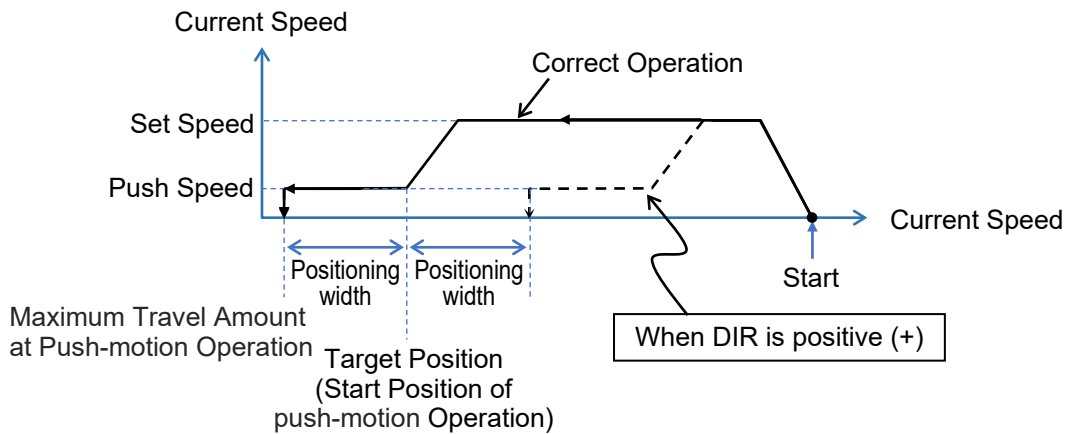 Current Speed
Correct Operation
Set Speed
Push Speed
Current Speed
Positioning
width
Positioning
width
Start
Maximum Travel Amount
at Push-motion Operation
When DIR is positive (+)
Target Position
(Start Position of
push-motion Operation)